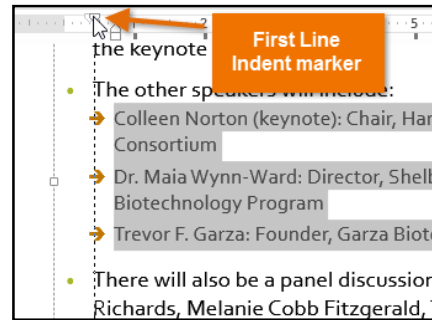 2
5
First Line
Indent marker
the keynote
The other speakers will include:
Colleen Norton (keynote): Chair, Har
Consortium
Dr. Maia Wynn-Ward: Director, Shelb
Biotechnology Program
Trevor F. Garza: Founder, Garza Biote
There will also be a panel discussion
Richards, Melanie Cobb Fitzgerald,